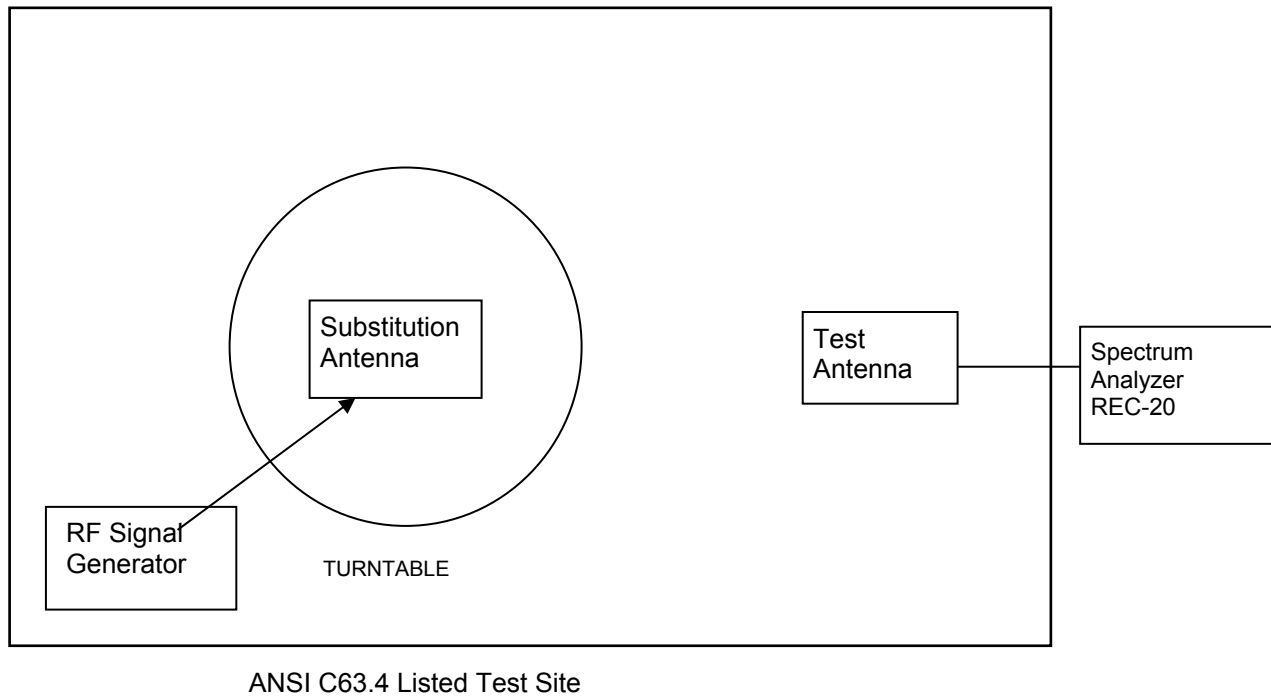 Substitution
Antenna
Test
Antenna
Spectrum
Analyzer
REC-20
RF Signal
Generator
TURNTABLE
ANSI C63.4 Listed Test Site